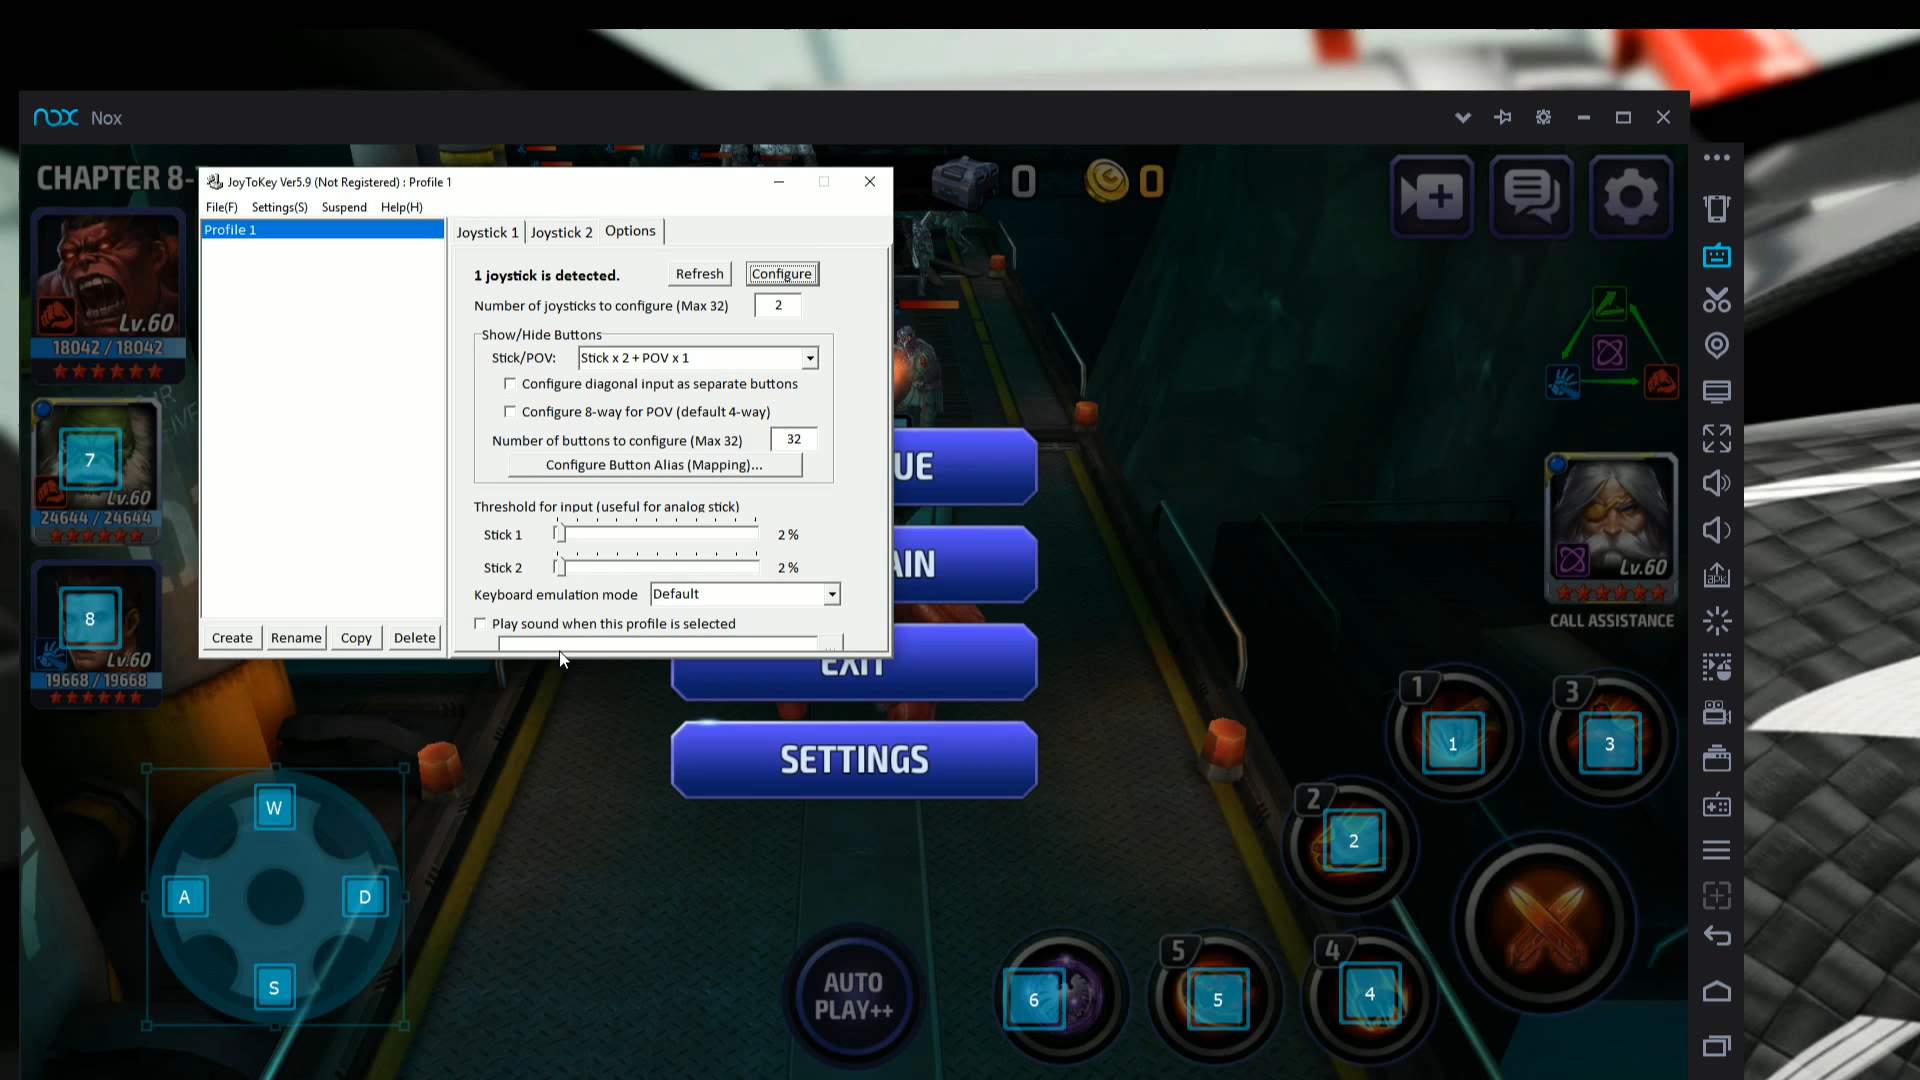 nox Nox
CHAPTER 8-
JoyToKey Ver5.9 (Not Registered) : Profile 1
File(F) Settings(S) Suspend Help(H)
Profile 1
Joystick 1 Joystick 2 Options
1 joystick is detected. Refresh Configure
Number of joysticks to configure (Max 32) 2
Show/Hide Buttons
Stick/POV: Stick x 2 + POV x 1
Configure diagonal input as separate buttons
Configure 8-way for POV (default 4-way)
Number of buttons to configure (Max 32) 32
Configure Button Alias (Mapping)...
Threshold for input (useful for analog stick)
Stick 1 2 %
Stick 2 2 %
Keyboard emulation mode Default
Play sound when this profile is selected
...
Create Rename Copy Delete
0 0
Lv.60
18042 / 18042
7
Lv.60
24644 / 24644
8
Lv.60
19668 / 19668
UE
AIN
EXIT
SETTINGS
Lv.60
CALL ASSISTANCE
apk
W
A D
S
AUTO
PLAY++
1 1
3 3
2 2
6
5 5
4 4